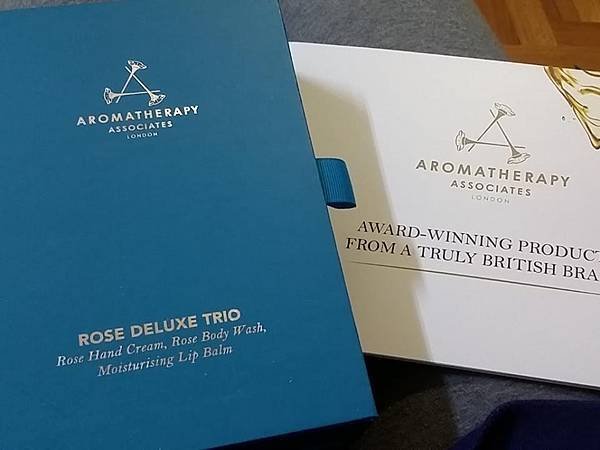 AROMATHERAPY
ASSOCIATES
LONDON
ROSE DELUXE TRIO
Rose Hand Cream, Rose Body Wash,
Moisturising Lip Balm
AROMATHERAPY
ASSOCIATES
LONDON
AWARD-WINNING PRODUCT
FROM A TRULY BRITISH BRA